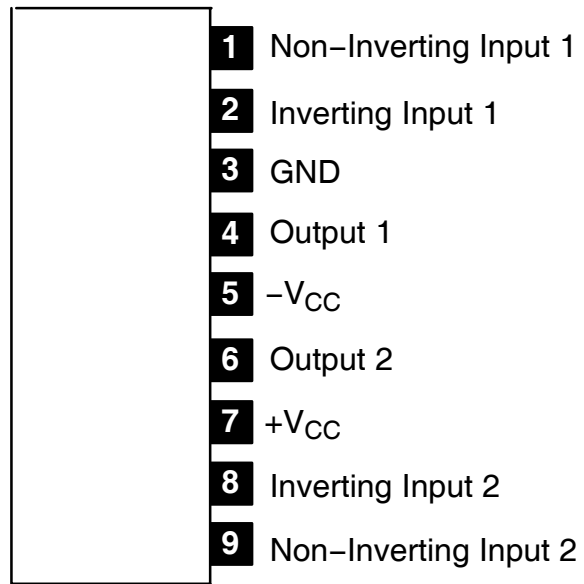 1 Non−Inverting Input 1
2 Inverting Input 1
3 GND
4 Output 1
5 −VCC
6 Output 2
7 +VCC
8 Inverting Input 2
9 Non−Inverting Input 2